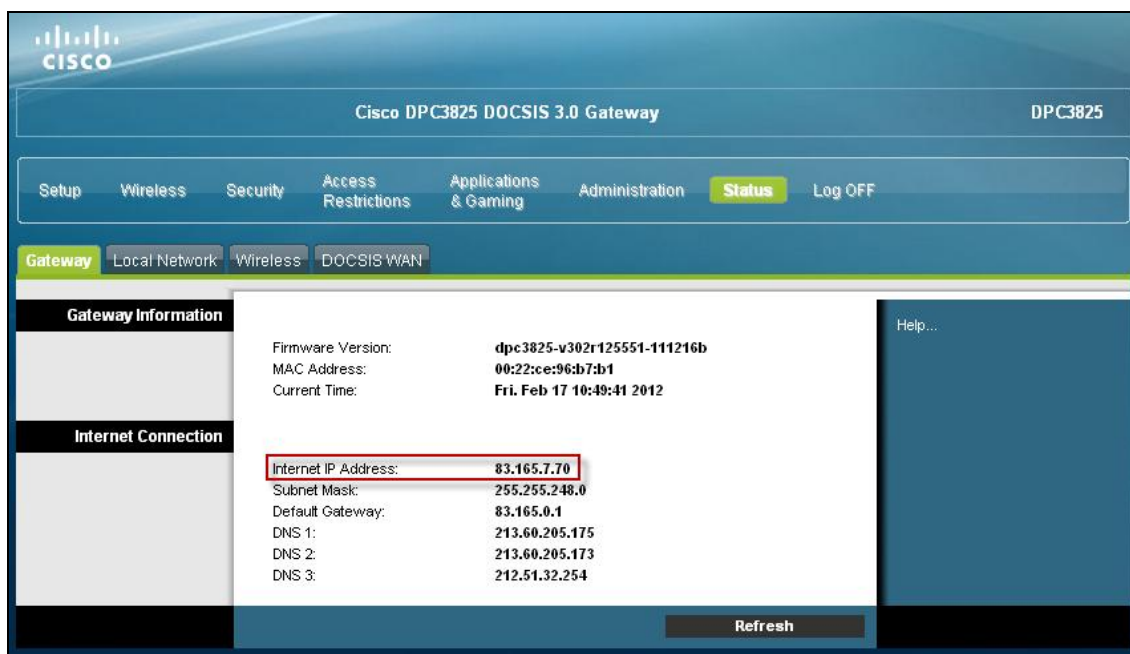 CISCO
Cisco DPC3825 DOCSIS 3.0 Gateway DPC3825
Setup Wireless Security Access Restrictions Applications & Gaming Administration Status Log OFF
Gateway Local Network Wireless DOCSIS WAN
Gateway Information
Help...
Firmware Version: dpc3825-v302r125551-111216b
MAC Address: 00:22:ce:96:b7:b1
Current Time: Fri. Feb 17 10:49:41 2012
Internet Connection
Internet IP Address: 83.165.7.70
Subnet Mask: 255.255.248.0
Default Gateway: 83.165.0.1
DNS 1: 213.60.205.175
DNS 2: 213.60.205.173
DNS 3: 212.51.32.254
Refresh